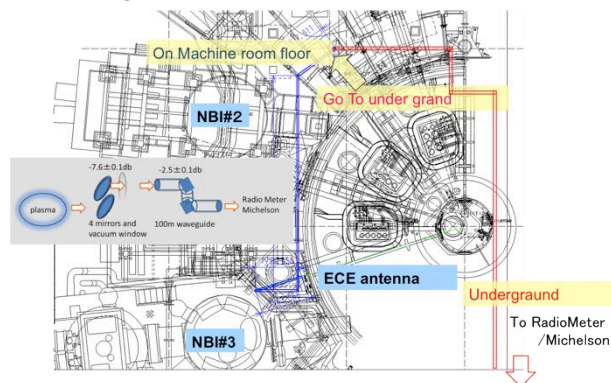 On Machine room floor
Go To under grand
NBI#2
-7.6±0.1db
-2.5±0.1db
plasma
Radio Meter
Michelson
4 mirrors and
vacuum window
100m waveguide
ECE antenna
Undergraund
NBI#3
To RadioMeter
/Michelson